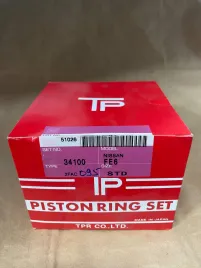 TP
51026
SET NO.
MODEL
NISSAN
34100
FE6
TYPE
095
STD
TP
PISTON RING SET
MADE IN JAPAN
TPR CO.,LTD.